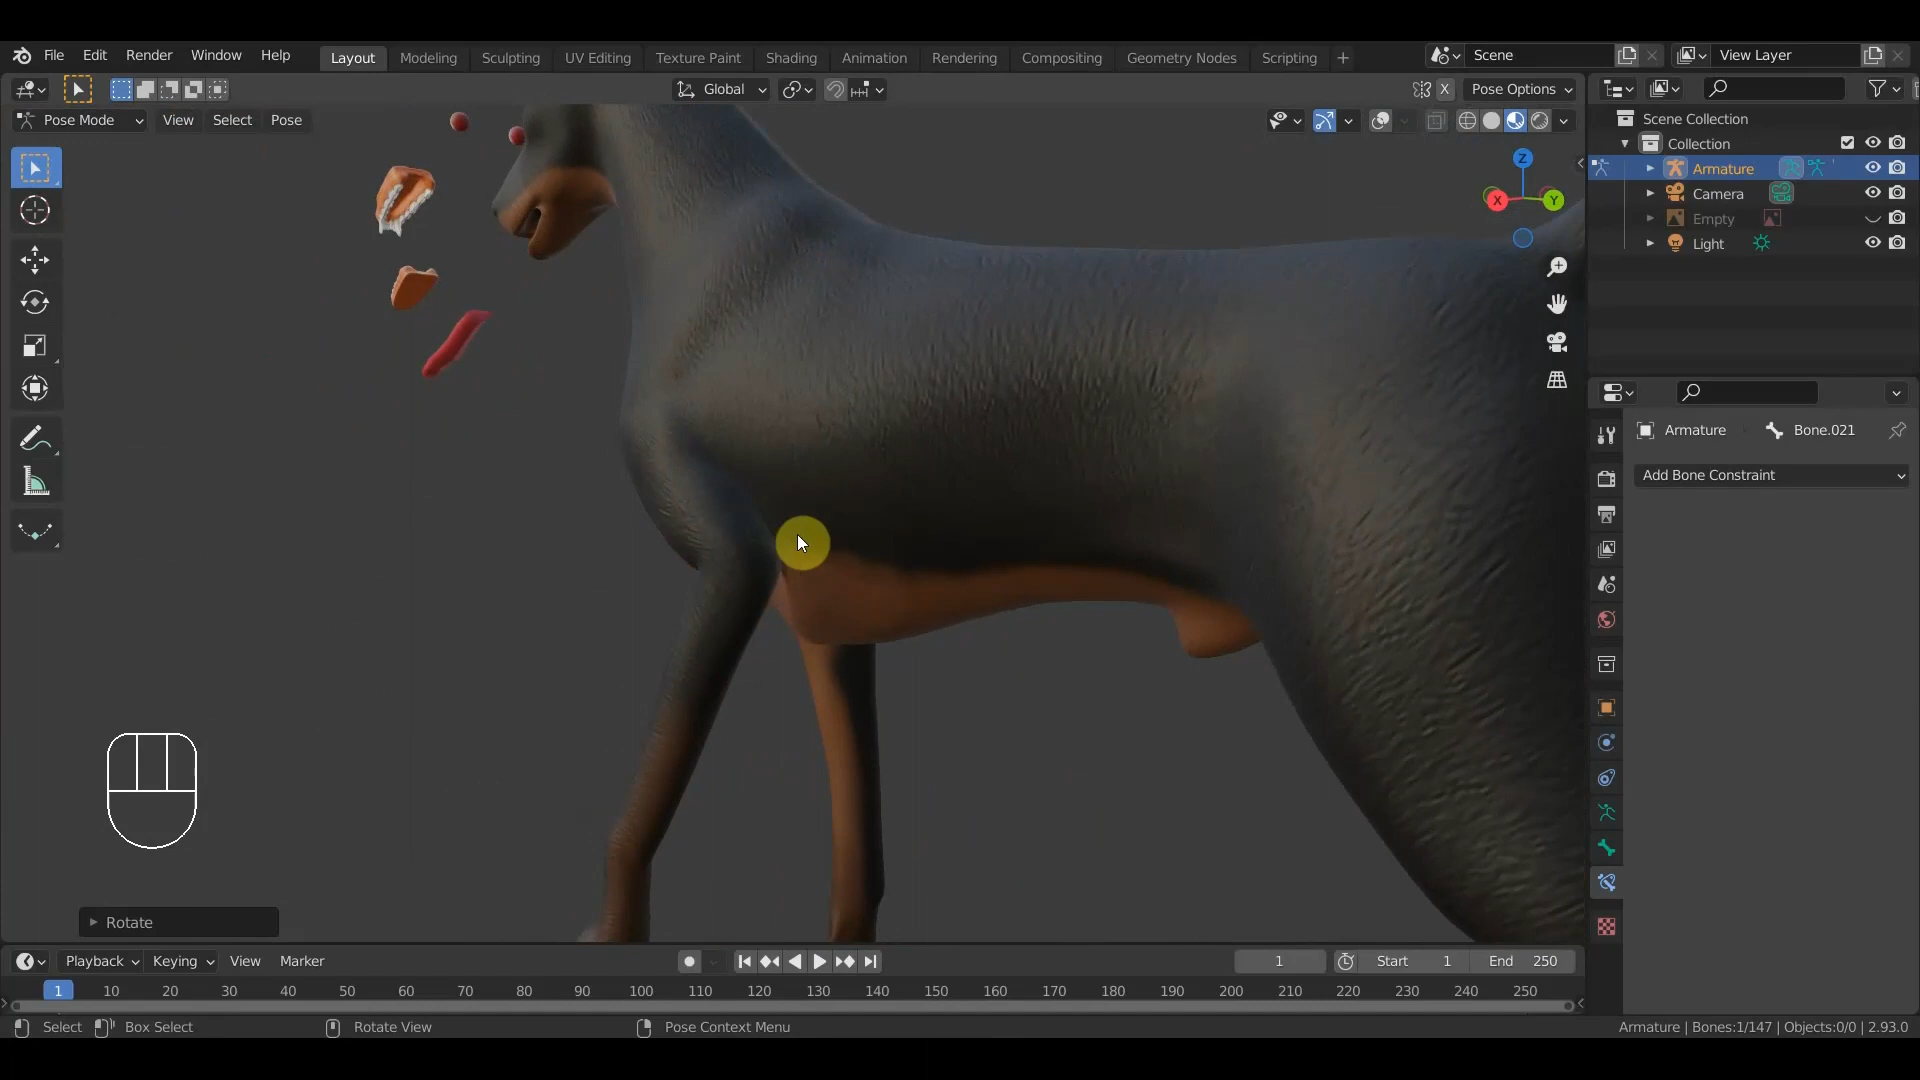 File Edit Render Window Help Layout Modeling Sculpting UV Editing Texture Paint Shading Animation Rendering Compositing Geometry Nodes Scripting + Scene View Layer
Global X Pose Options
Pose Mode View Select Pose
Scene Collection
Collection
Armature
Camera
Empty
Light
Z
X Y
Armature Bone.021
Add Bone Constraint
Rotate
Playback Keying View Marker 1 Start 1 End 250
1 10 20 30 40 50 60 70 80 90 100 110 120 130 140 150 160 170 180 190 200 210 220 230 240 250
Select Box Select Rotate View Pose Context Menu Armature | Bones:1/147 | Objects:0/0 | 2.93.0